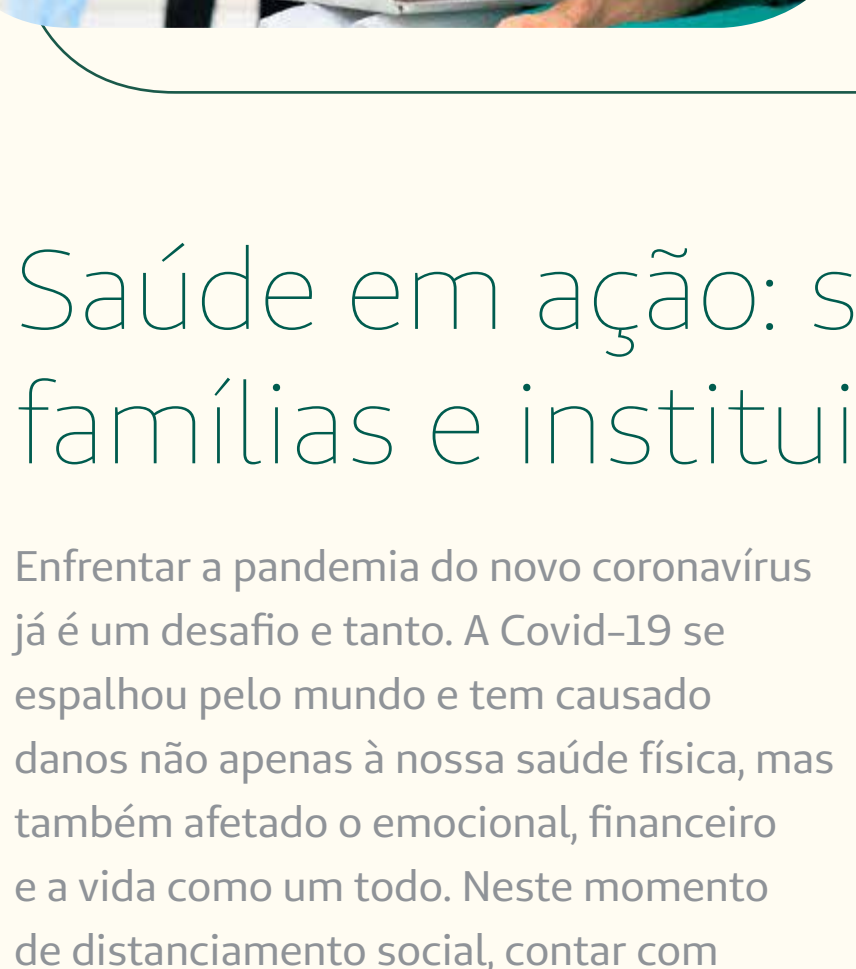 Saúde em ação: s
famílias e institui
Enfrentar a pandemia do novo coronavírus
já é um desafio e tanto. A Covid-19 se
espalhou pelo mundo e tem causado
danos não apenas à nossa saúde física, mas
também afetado o emocional, financeiro
e a vida como um todo. Neste momento
de distanciamento social, contar com